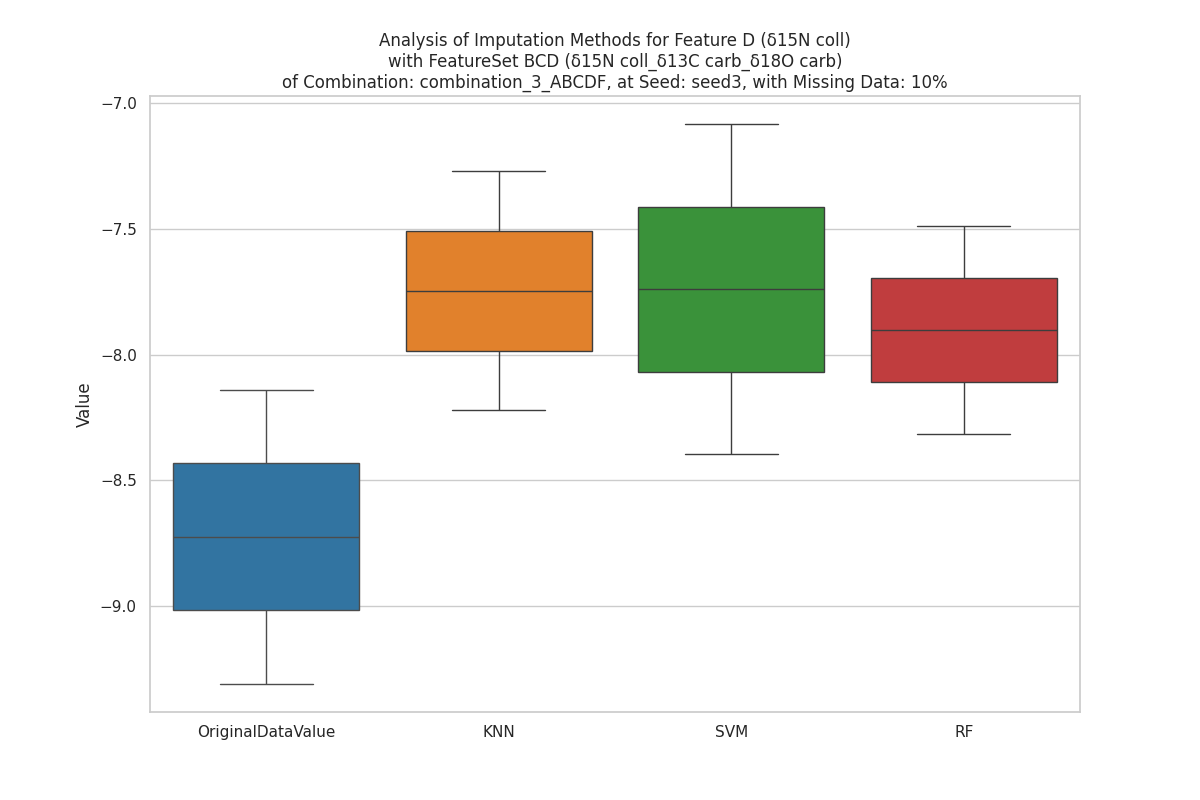 Analysis of Imputation Methods for Feature D (δ15N coll)
with FeatureSet BCD (δ15N coll_δ13C carb_δ18O carb)
of Combination: combination_3_ABCDF, at Seed: seed3, with Missing Data: 10%
−7.0
−7.5
−8.0
−8.5
−9.0
Value
OriginalDataValue
KNN
SVM
RF